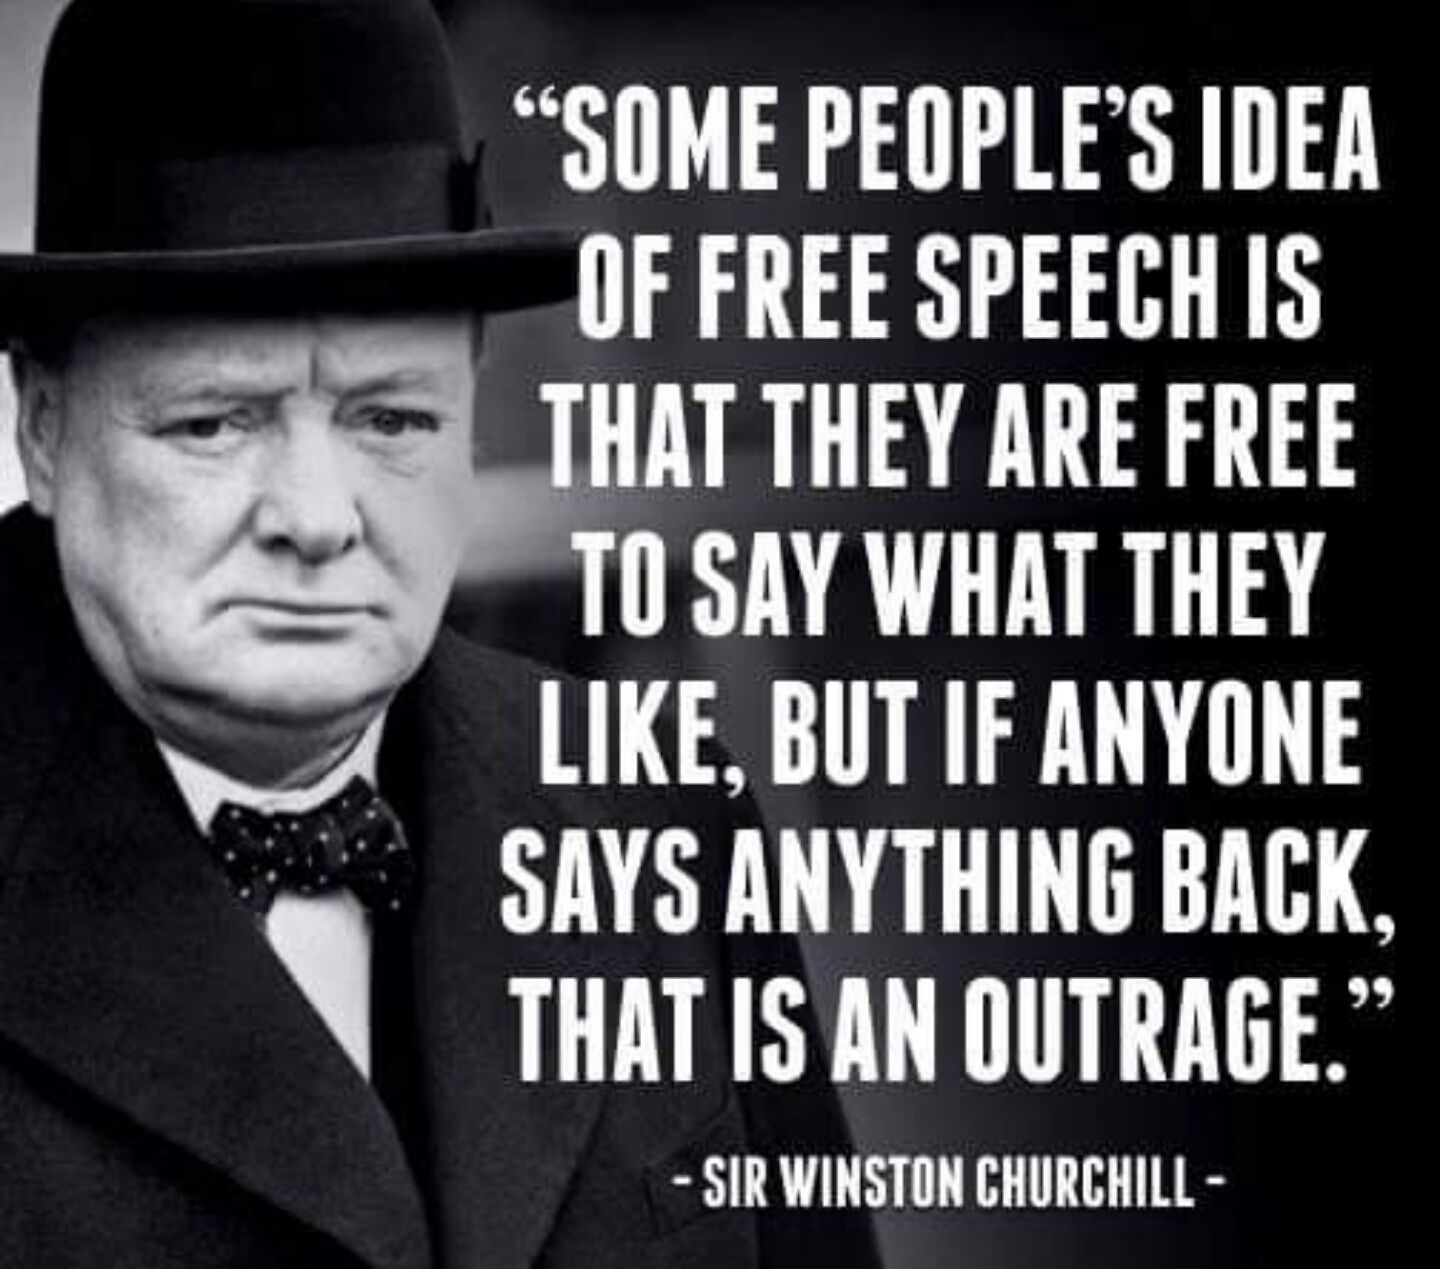 “SOME PEOPLE’S IDEA
OF FREE SPEECH IS
THAT THEY ARE FREE
TO SAY WHAT THEY
LIKE, BUT IF ANYONE
SAYS ANYTHING BACK,
THAT IS AN OUTRAGE.”
- SIR WINSTON CHURCHILL -